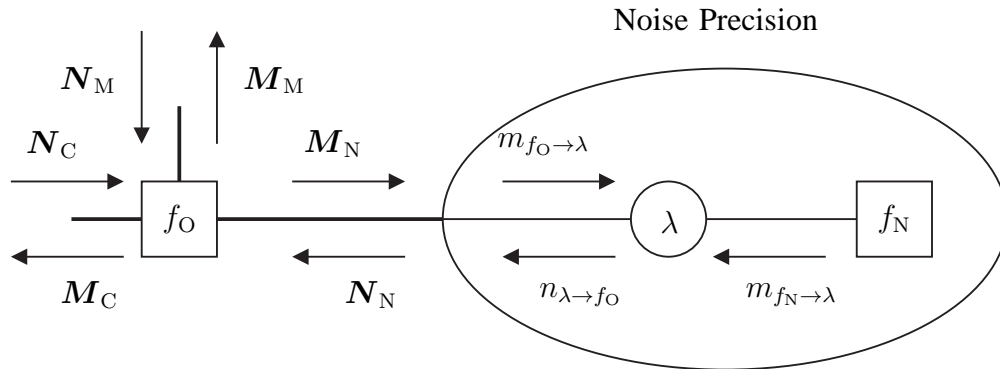 Noise Precision
N_M
M_M
N_C
M_N
m_{f_O→λ}
f_O
λ
f_N
M_C
N_N
n_{λ→f_O}
m_{f_N→λ}